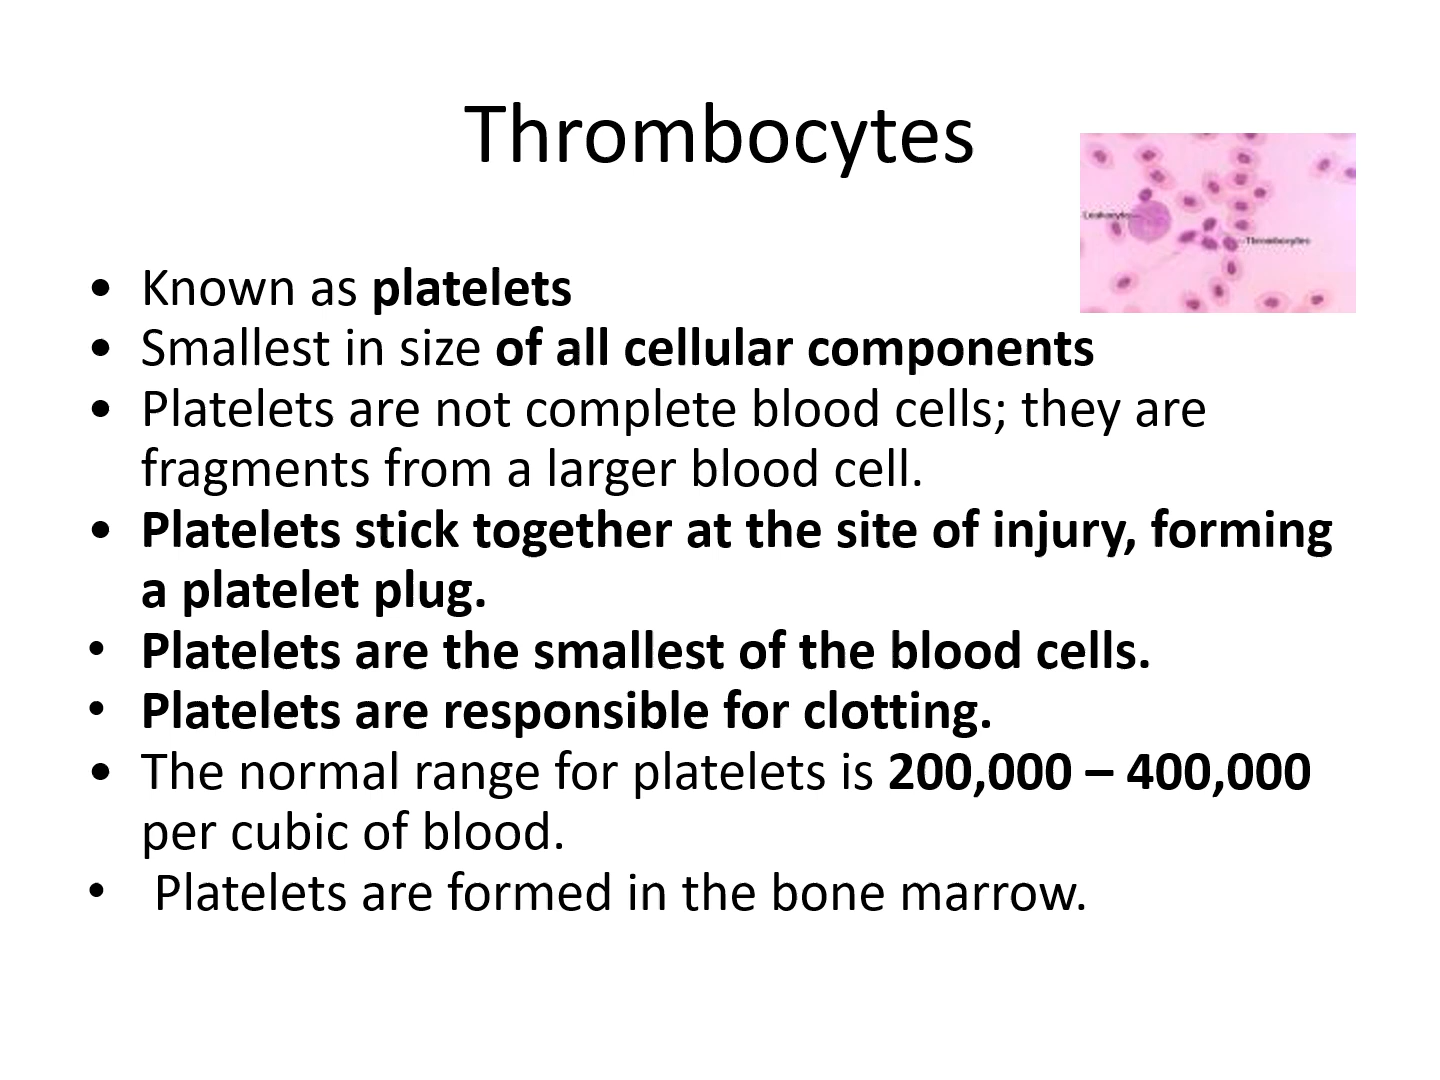 Thrombocytes
Leukocyte
Thrombocytes
• Known as platelets
• Smallest in size of all cellular components
• Platelets are not complete blood cells; they are
fragments from a larger blood cell.
• Platelets stick together at the site of injury, forming
a platelet plug.
• Platelets are the smallest of the blood cells.
• Platelets are responsible for clotting.
• The normal range for platelets is 200,000 – 400,000
per cubic of blood.
• Platelets are formed in the bone marrow.